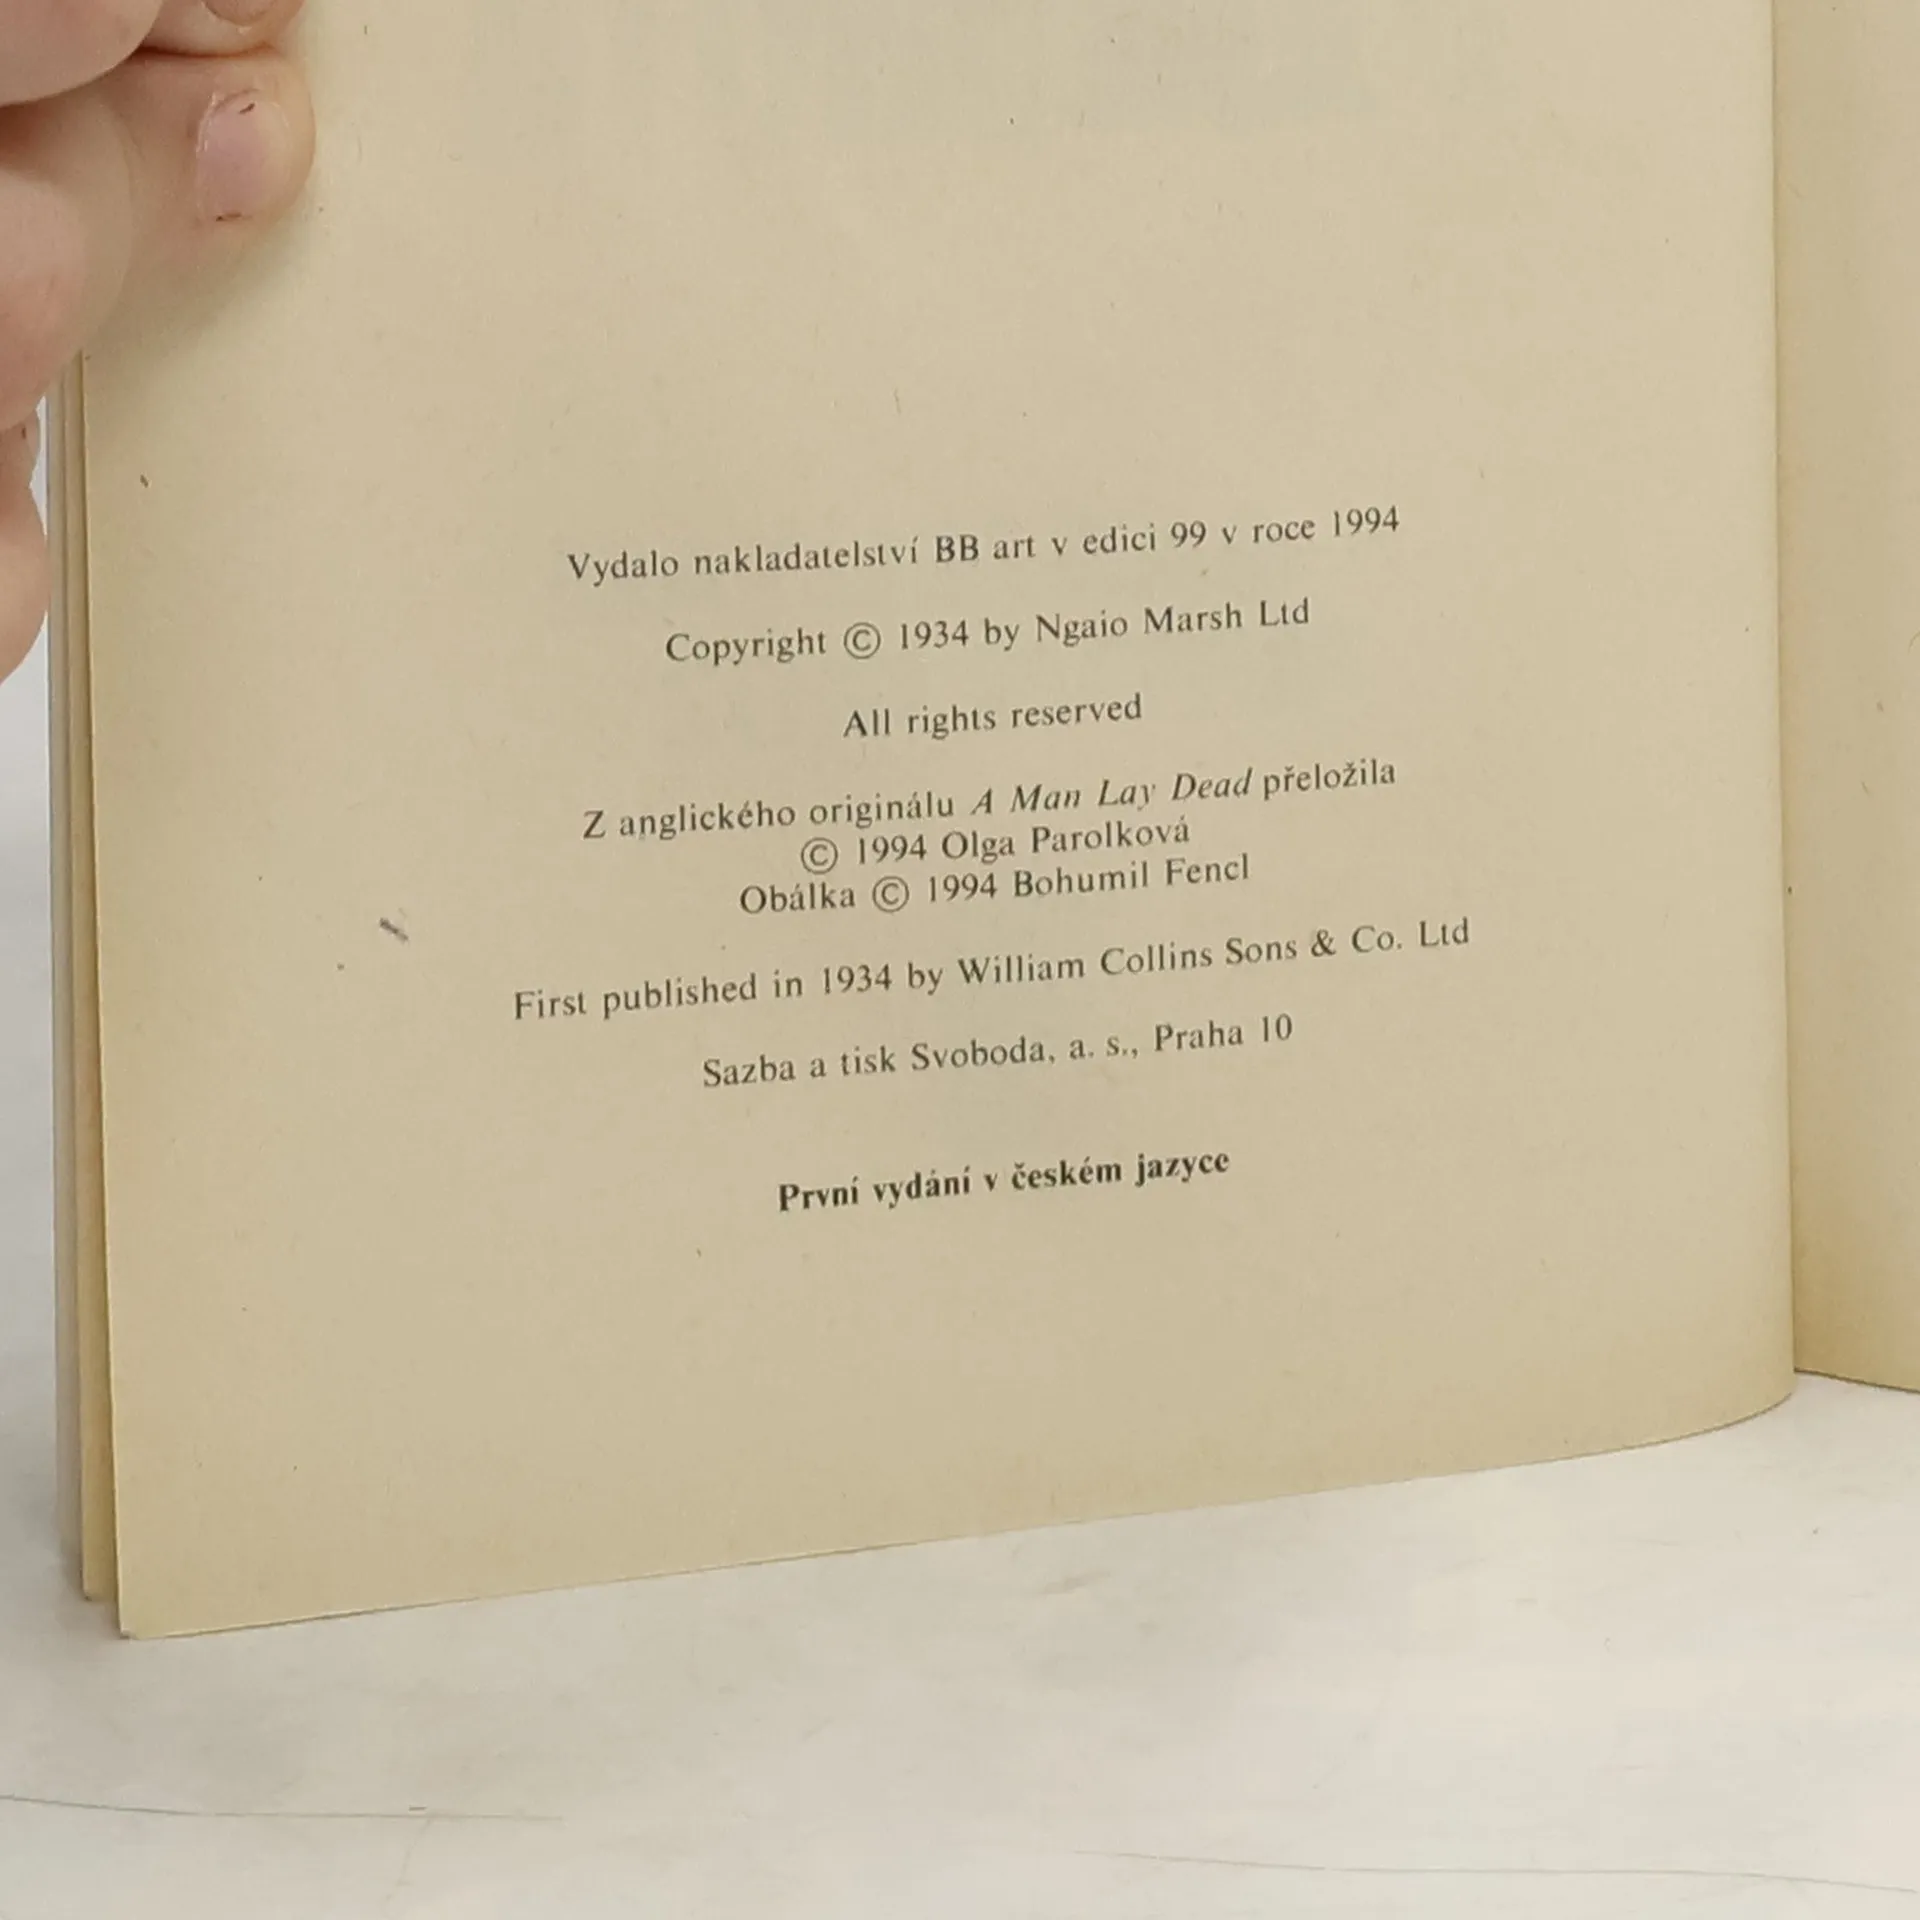 Vydalo nakladatelství BB art v edici 99 v roce 1994
Copyright © 1934 by Ngaio Marsh Ltd
All rights reserved
Z anglického originálu A Man Lay Dead přeložila
© 1994 Olga Parolková
Obálka © 1994 Bohumil Fencl
First published in 1934 by William Collins Sons & Co. Ltd
Sazba a tisk Svoboda, a. s., Praha 10
První vydání v českém jazyce